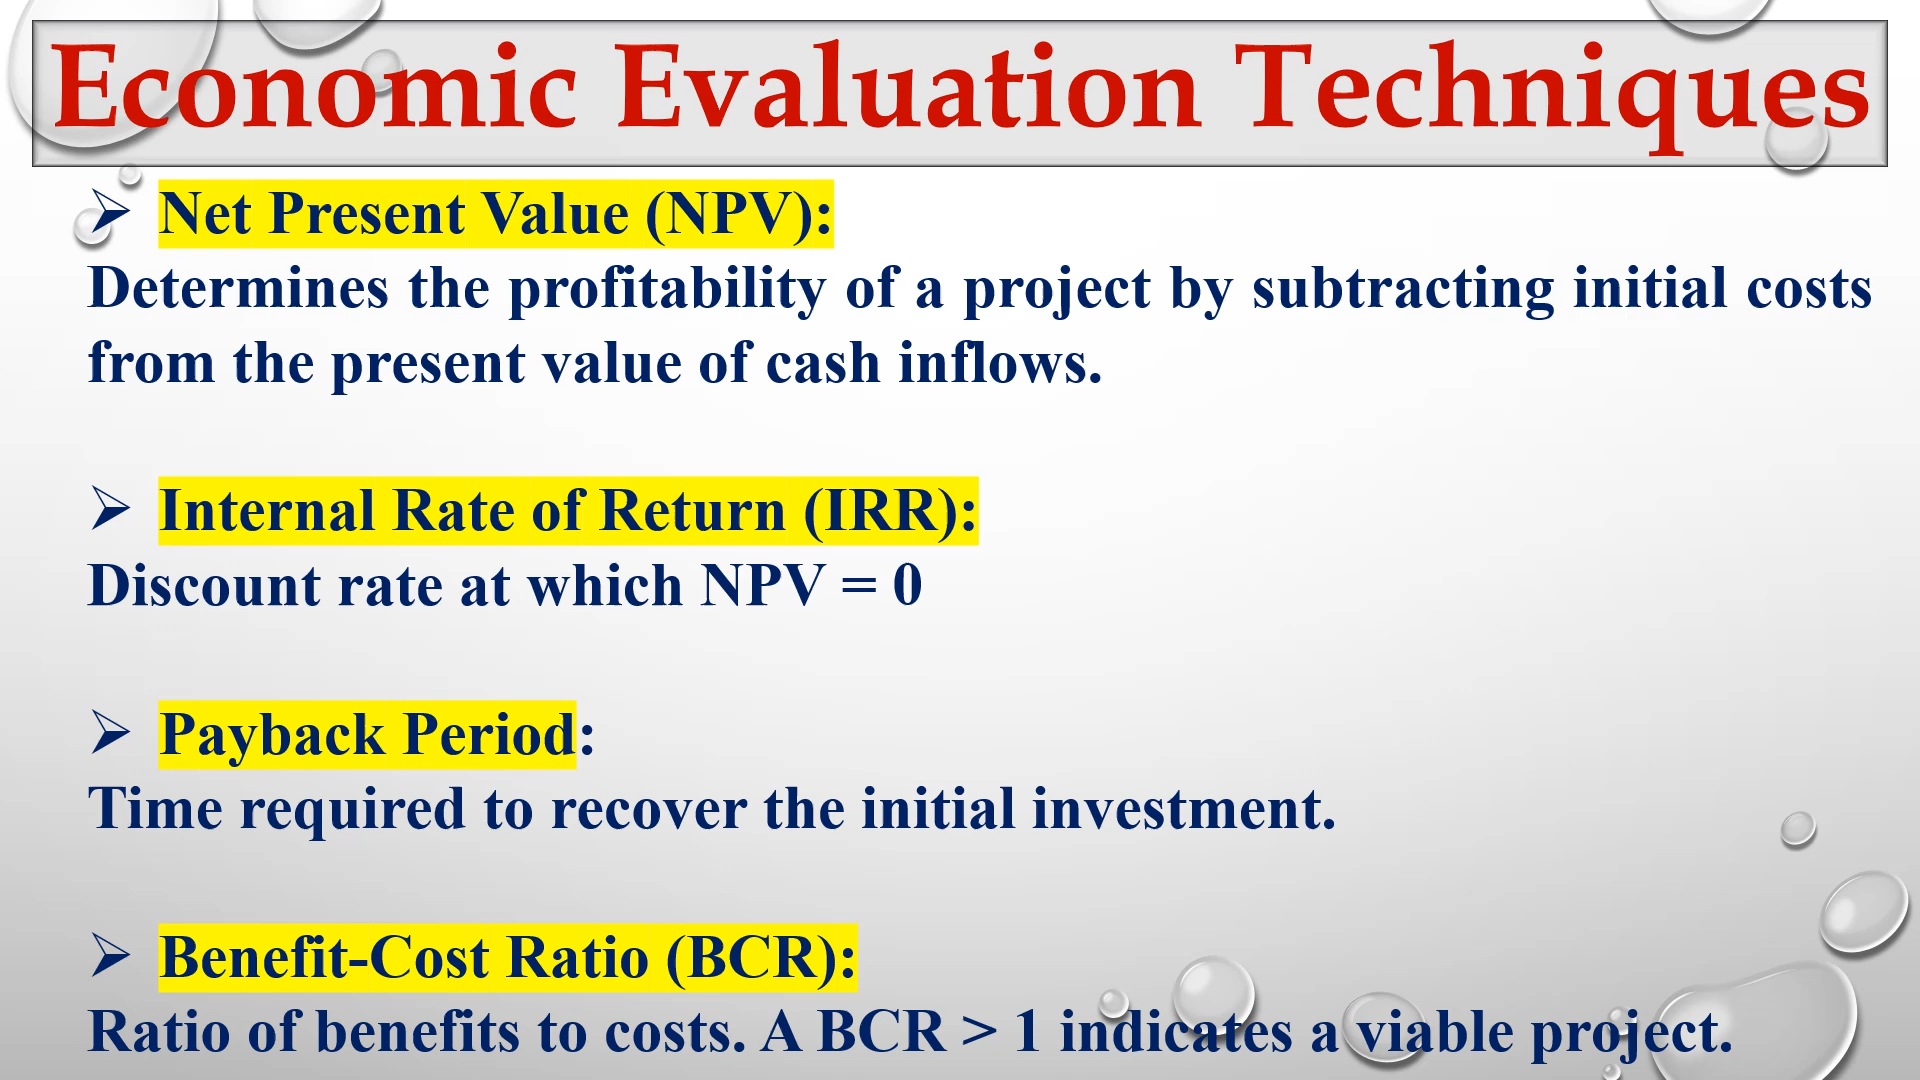 Economic Evaluation Techniques
➢ Net Present Value (NPV):
Determines the profitability of a project by subtracting initial costs
from the present value of cash inflows.
➢ Internal Rate of Return (IRR):
Discount rate at which NPV = 0
➢ Payback Period:
Time required to recover the initial investment.
➢ Benefit-Cost Ratio (BCR):
Ratio of benefits to costs. A BCR > 1 indicates a viable project.